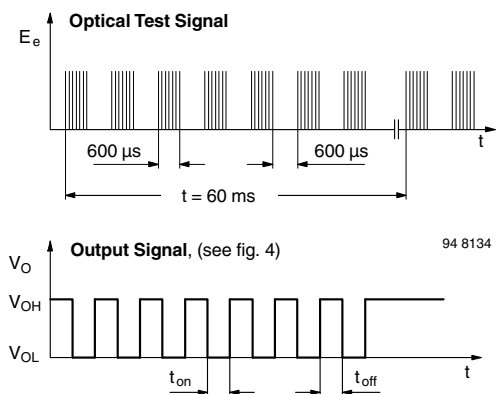 Optical Test Signal
Ee
600 µs
600 µs
t
t = 60 ms
Output Signal, (see fig. 4)
94 8134
VO
VOH
VOL
ton
toff
t